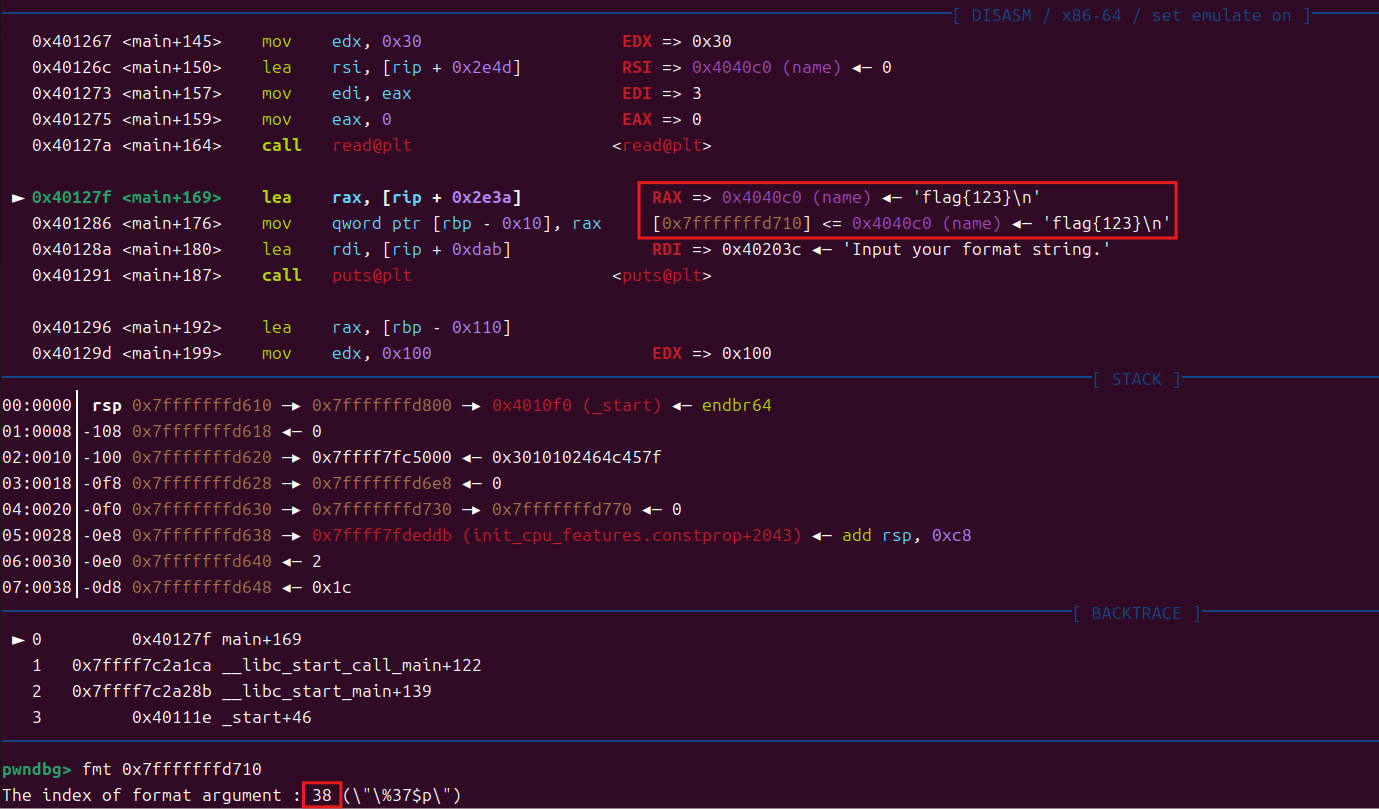 [ DISASM / x86-64 / set emulate on ]
0x401267 <main+145> mov edx, 0x30 EDX => 0x30
0x40126c <main+150> lea rsi, [rip + 0x2e4d] RSI => 0x4040c0 (name) ◂— 0
0x401273 <main+157> mov edi, eax EDI => 3
0x401275 <main+159> mov eax, 0 EAX => 0
0x40127a <main+164> call read@plt <read@plt>
► 0x40127f <main+169> lea rax, [rip + 0x2e3a] RAX => 0x4040c0 (name) ◂— 'flag{123}\n'
0x401286 <main+176> mov qword ptr [rbp - 0x10], rax [0x7fffffffd710] <= 0x4040c0 (name) ◂— 'flag{123}\n'
0x40128a <main+180> lea rdi, [rip + 0xdab] RDI => 0x40203c ◂— 'Input your format string.'
0x401291 <main+187> call puts@plt <puts@plt>
0x401296 <main+192> lea rax, [rbp - 0x110]
0x40129d <main+199> mov edx, 0x100 EDX => 0x100
[ STACK ]
00:0000│ rsp 0x7fffffffd610 —▸ 0x7fffffffd800 —▸ 0x4010f0 (_start) ◂— endbr64
01:0008│-108 0x7fffffffd618 ◂— 0
02:0010│-100 0x7fffffffd620 —▸ 0x7ffff7fc5000 ◂— 0x3010102464c457f
03:0018│-0f8 0x7fffffffd628 —▸ 0x7fffffffd6e8 ◂— 0
04:0020│-0f0 0x7fffffffd630 —▸ 0x7fffffffd730 —▸ 0x7fffffffd770 ◂— 0
05:0028│-0e8 0x7fffffffd638 —▸ 0x7ffff7fdeddb (init_cpu_features.constprop+2043) ◂— add rsp, 0xc8
06:0030│-0e0 0x7fffffffd640 ◂— 2
07:0038│-0d8 0x7fffffffd648 ◂— 0x1c
[ BACKTRACE ]
► 0 0x40127f main+169
1 0x7ffff7c2a1ca __libc_start_call_main+122
2 0x7ffff7c2a28b __libc_start_main+139
3 0x40111e _start+46
pwndbg> fmt 0x7fffffffd710
The index of format argument : 38 (\"\%37$p\")